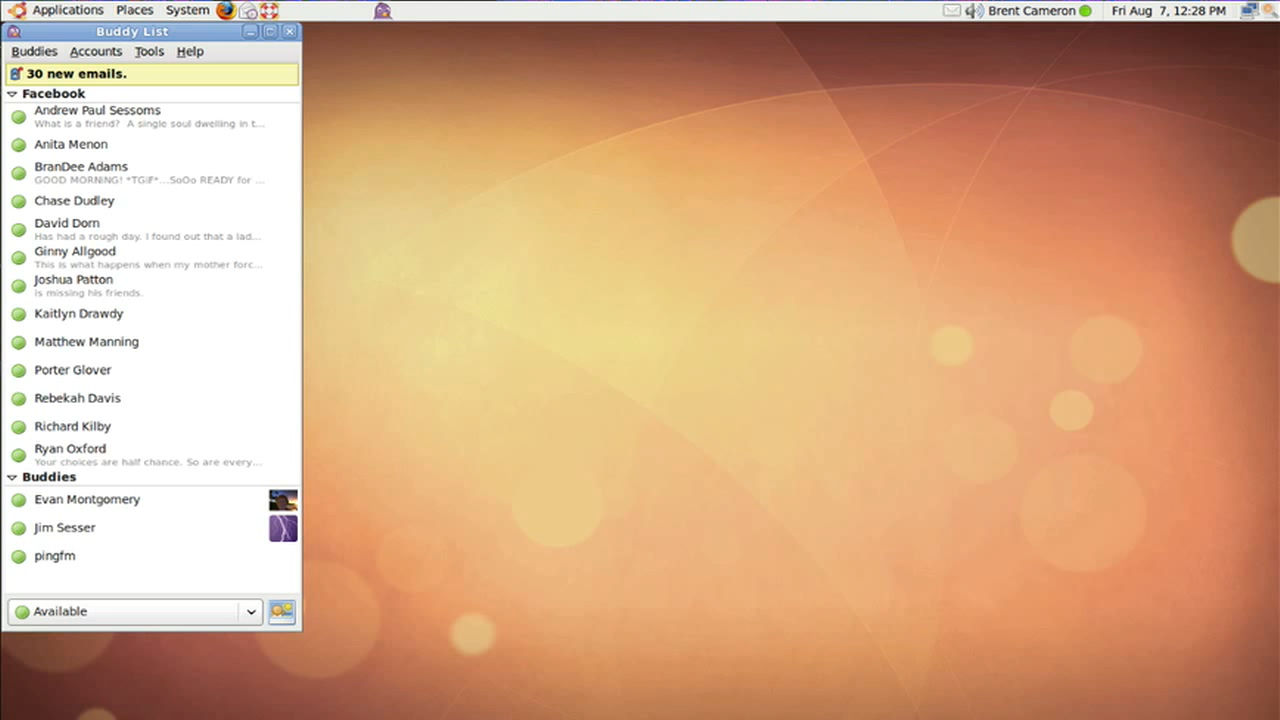 Applications Places System Brent Cameron Fri Aug 7, 12:28 PM
Buddy List
Buddies Accounts Tools Help
30 new emails.
Facebook
Andrew Paul Sessoms
What is a friend? A single soul dwelling in t...
Anita Menon
BranDee Adams
GOOD MORNING! *TGIF*...SoOo READY for ...
Chase Dudley
David Dorn
Has had a rough day. I found out that a lad...
Ginny Allgood
This is what happens when my mother forc...
Joshua Patton
is missing his friends.
Kaitlyn Drawdy
Matthew Manning
Porter Glover
Rebekah Davis
Richard Kilby
Ryan Oxford
Your choices are half chance. So are every...
Buddies
Evan Montgomery
Jim Sesser
pingfm
Available